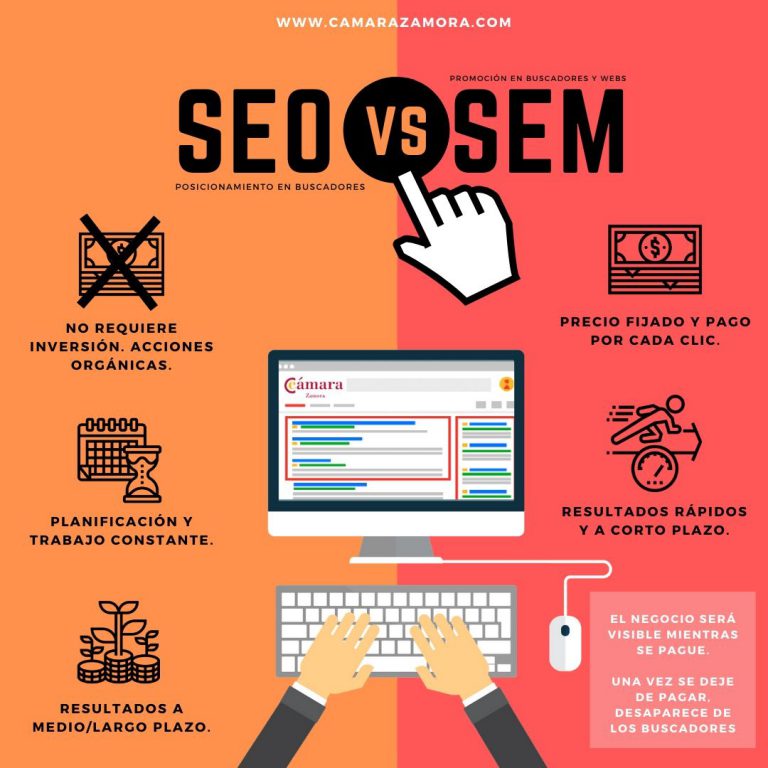 WWW.CAMARAZAMORA.COM
PROMOCIÓN EN BUSCADORES Y WEBS
SEO VS SEM
POSICIONAMIENTO EN BUSCADORES
NO REQUIERE
INVERSIÓN. ACCIONES
ORGÁNICAS.
PLANIFICACIÓN Y
TRABAJO CONSTANTE.
RESULTADOS A
MEDIO/LARGO PLAZO.
Cámara
Zamora
PRECIO FIJADO Y PAGO
POR CADA CLIC.
RESULTADOS RÁPIDOS
Y A CORTO PLAZO.
EL NEGOCIO SERÁ
VISIBLE MIENTRAS
SE PAGUE.
UNA VEZ SE DEJE
DE PAGAR,
DESAPARECE DE
LOS BUSCADORES